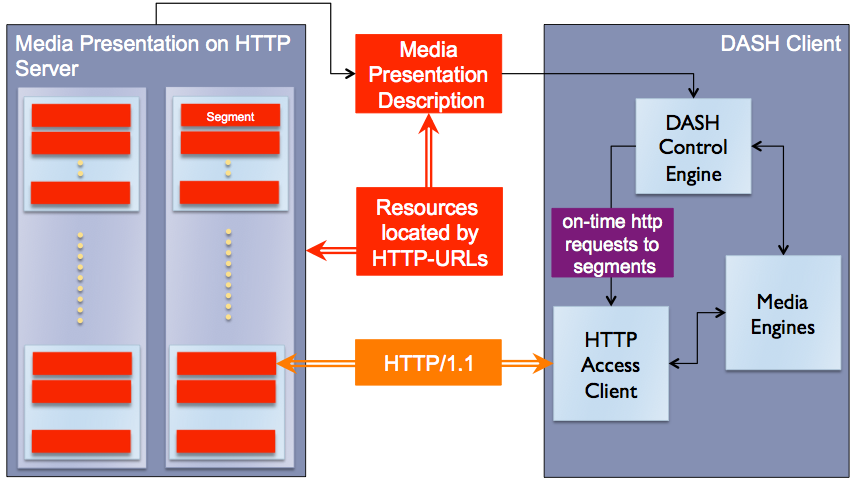 Media Presentation on HTTP
Server
Segment
Media
Presentation
Description
Resources
located by
HTTP-URLs
HTTP/1.1
DASH Client
DASH
Control
Engine
on-time http
requests to
segments
Media
Engines
HTTP
Access
Client